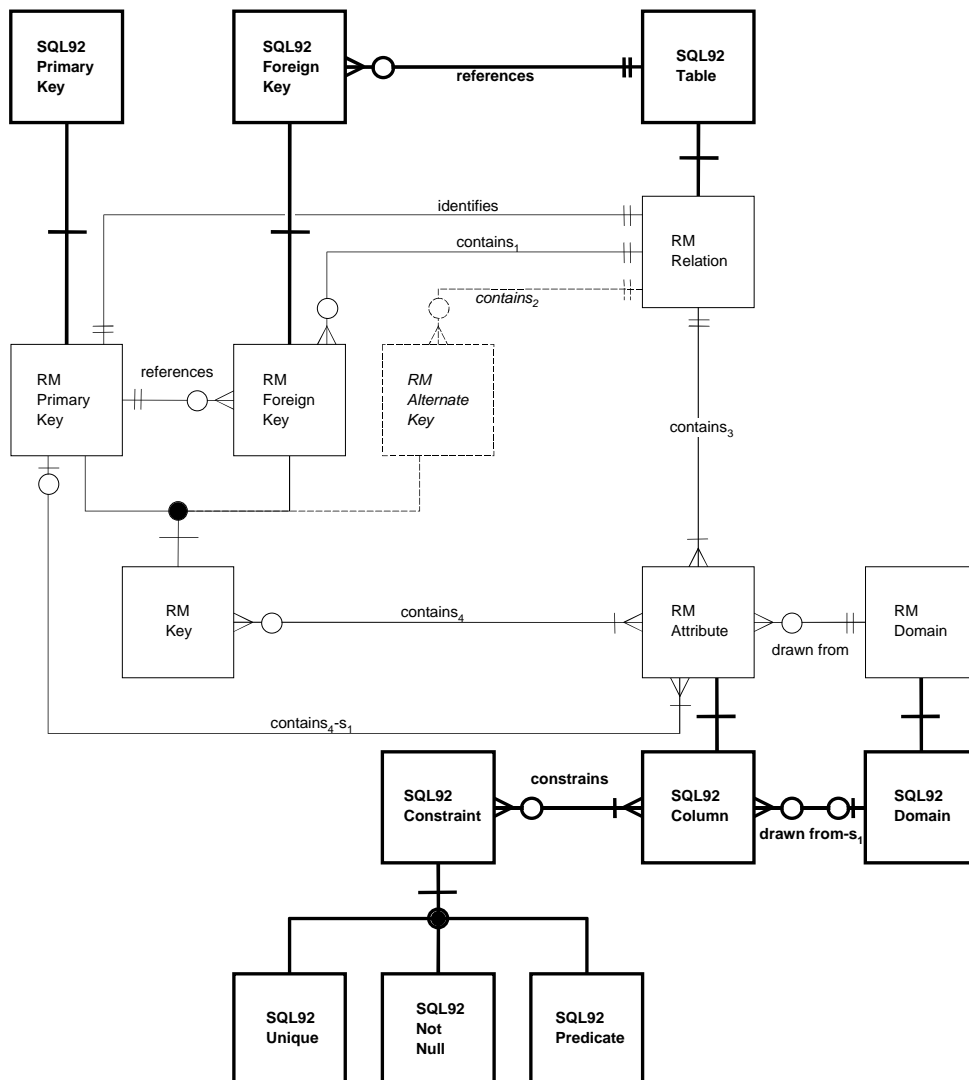 SQL92
Primary
Key
SQL92
Foreign
Key
references
SQL92
Table
identifies
contains₁
contains₂
RM
Relation
RM
Primary
Key
references
RM
Foreign
Key
RM
Alternate
Key
contains₃
RM
Key
contains₄
RM
Attribute
drawn from
RM
Domain
contains₄-s₁
SQL92
Constraint
constrains
SQL92
Column
drawn from-s₁
SQL92
Domain
SQL92
Unique
SQL92
Not
Null
SQL92
Predicate